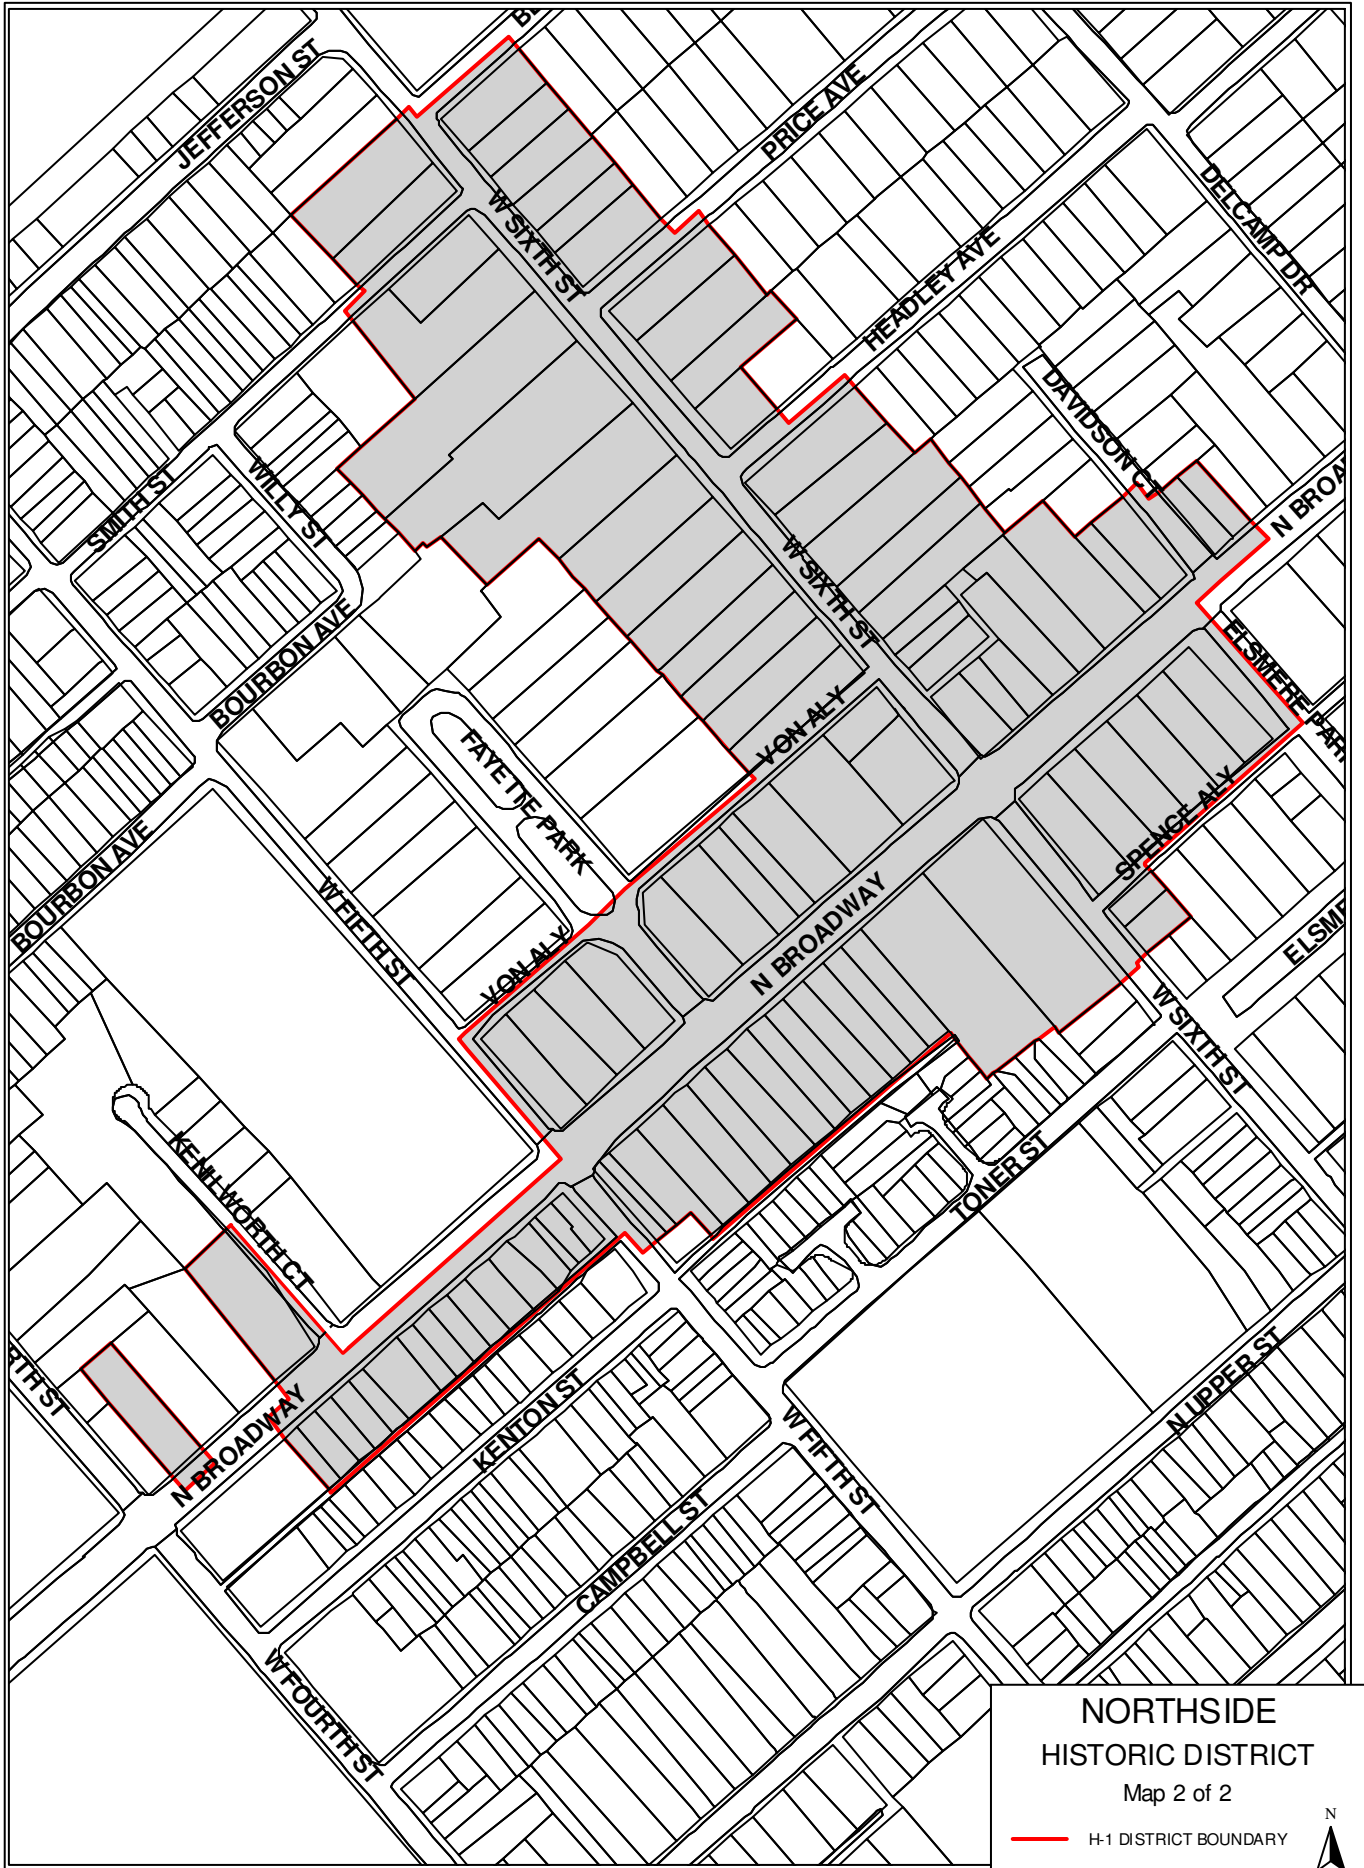 JEFFERSON ST
PRICE AVE
W SIXTH ST
DELCAMP DR
HEADLEY AVE
DAVIDSON CT
SMITH ST
WILLY ST
N BROA
W SIXTH ST
BOURBON AVE
ELSMERE PAR
VON ALY
FAYETTE PARK
SPENCE ALY
BOURBON AVE
W FIFTH ST
N BROADWAY
ELSME
VON ALY
W SIXTH ST
KENILWORTH CT
TONER ST
RTH ST
N BROADWAY
KENTON ST
N UPPER ST
W FIFTH ST
CAMPBELL ST
W FOURTH ST
NORTHSIDE
HISTORIC DISTRICT
Map 2 of 2
N
H-1 DISTRICT BOUNDARY